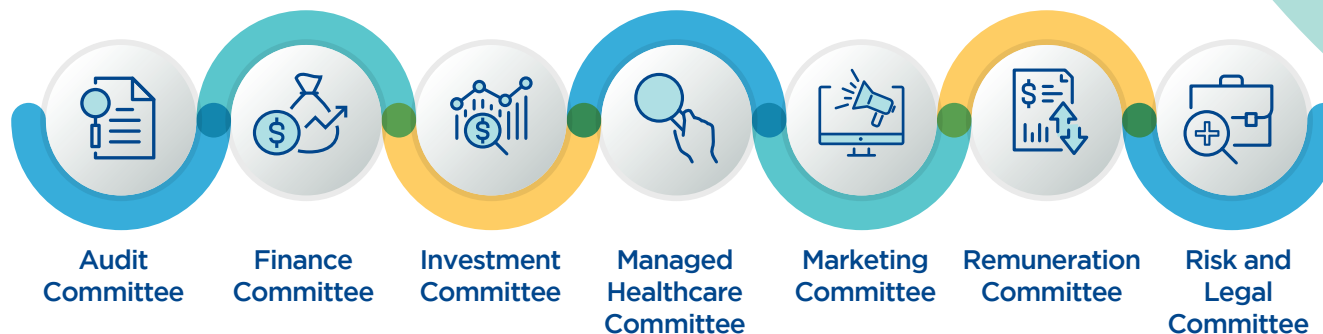 Audit
Committee
Finance
Committee
Investment
Committee
Managed
Healthcare
Committee
Marketing
Committee
Remuneration
Committee
Risk and
Legal
Committee